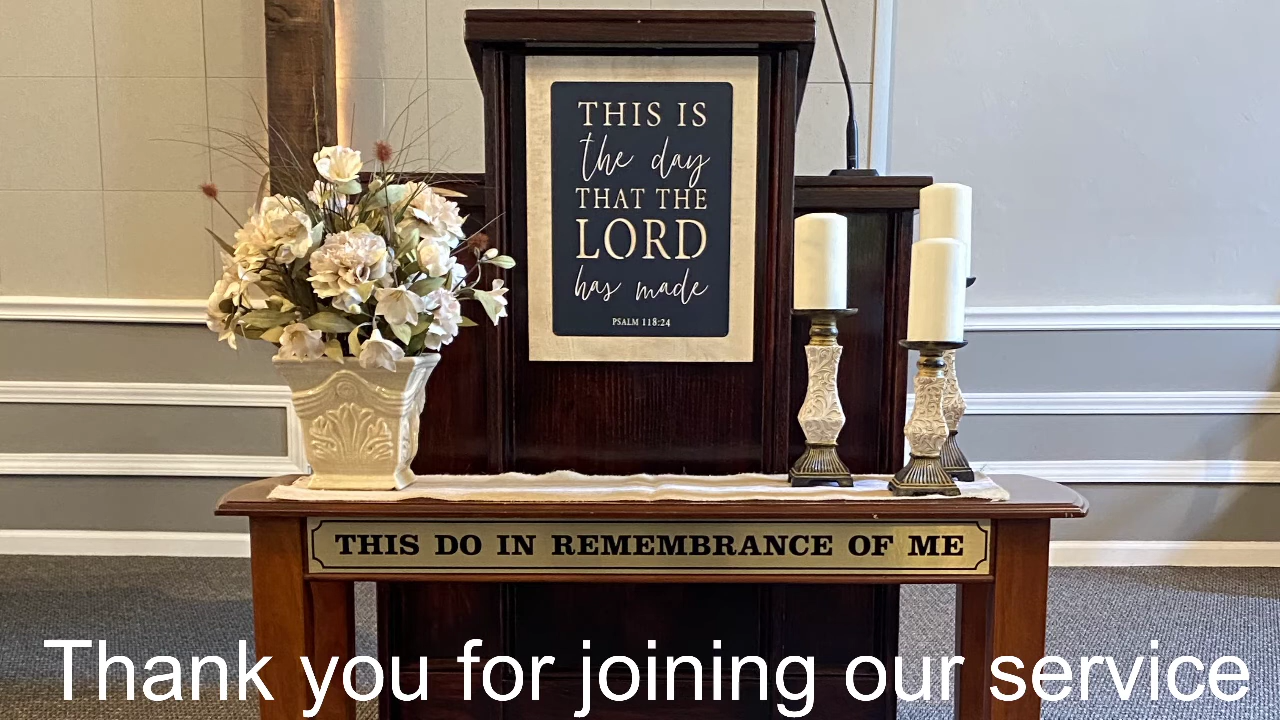 THIS IS
the day
THAT THE
LORD
has made
PSALM 118:24
THIS DO IN REMEMBRANCE OF ME
Thank you for joining our service